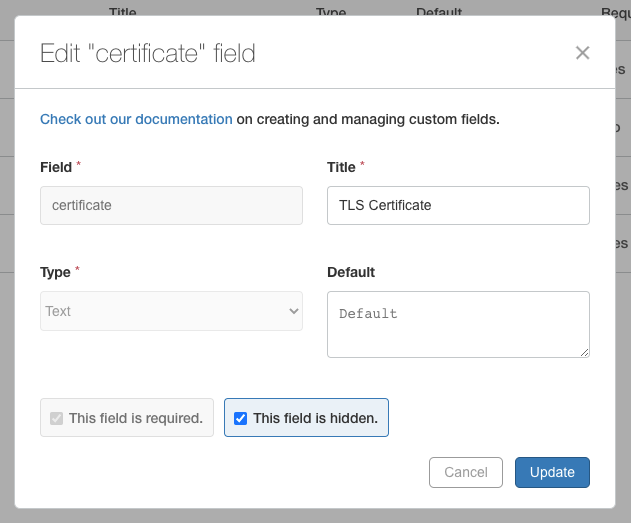 Title Type Default
Edit "certificate" field
Check out our documentation on creating and managing custom fields.
Field * Title *
certificate TLS Certificate
Type * Default
Text Default
This field is required. This field is hidden.
Cancel Update